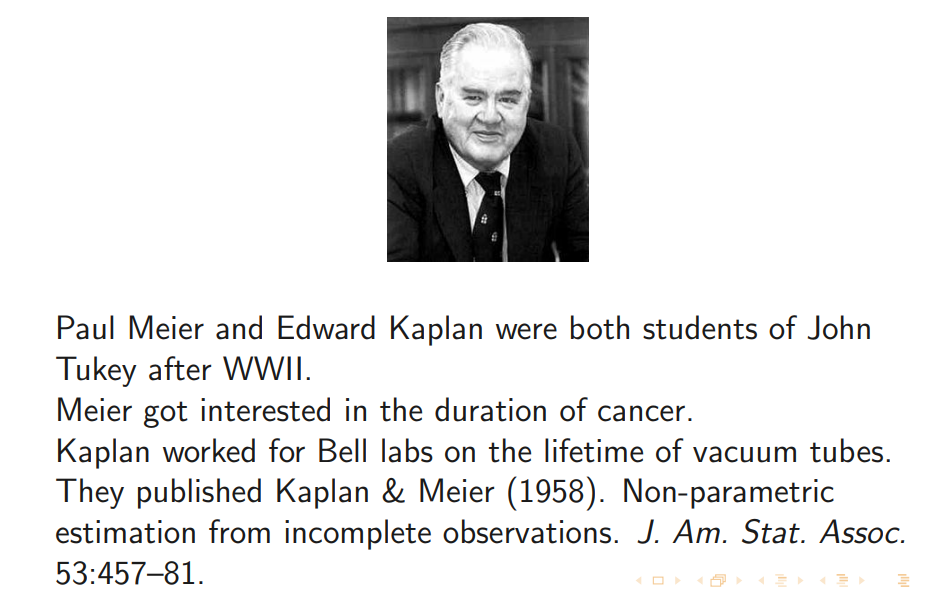 Paul Meier and Edward Kaplan were both students of John
Tukey after WWII.
Meier got interested in the duration of cancer.
Kaplan worked for Bell labs on the lifetime of vacuum tubes.
They published Kaplan & Meier (1958). Non-parametric
estimation from incomplete observations. J. Am. Stat. Assoc.
53:457–81.